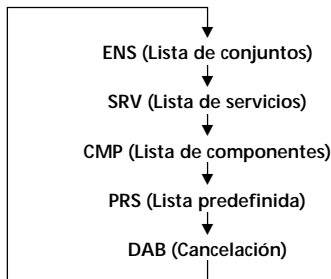 ENS (Lista de conjuntos)
SRV (Lista de servicios)
CMP (Lista de componentes)
PRS (Lista predefinida)
DAB (Cancelación)